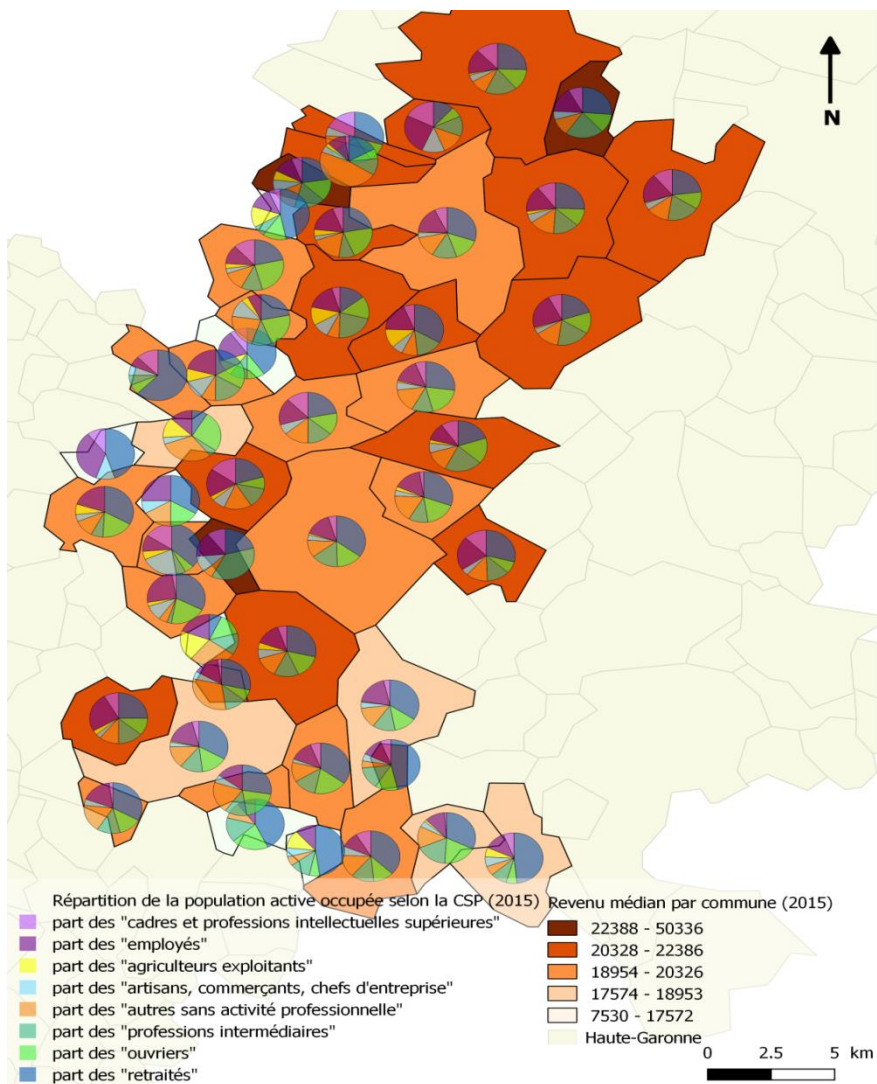 N
Répartition de la population active occupée selon la CSP (2015)
part des "cadres et professions intellectuelles supérieures"
part des "employés"
part des "agriculteurs exploitants"
part des "artisans, commerçants, chefs d'entreprise"
part des "autres sans activité professionnelle"
part des "professions intermédiaires"
part des "ouvriers"
part des "retraités"
Revenu médian par commune (2015)
22388 - 50336
20328 - 22386
18954 - 20326
17574 - 18953
7530 - 17572
Haute-Garonne
0 2.5 5 km